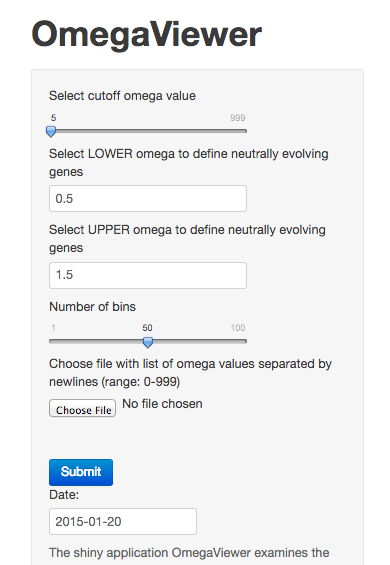 OmegaViewer
Select cutoff omega value
5 999
Select LOWER omega to define neutrally evolving
genes
0.5
Select UPPER omega to define neutrally evolving
genes
1.5
Number of bins
1 50 100
Choose file with list of omega values separated by
newlines (range: 0-999)
Choose File No file chosen
Submit
Date:
2015-01-20
The shiny application OmegaViewer examines the